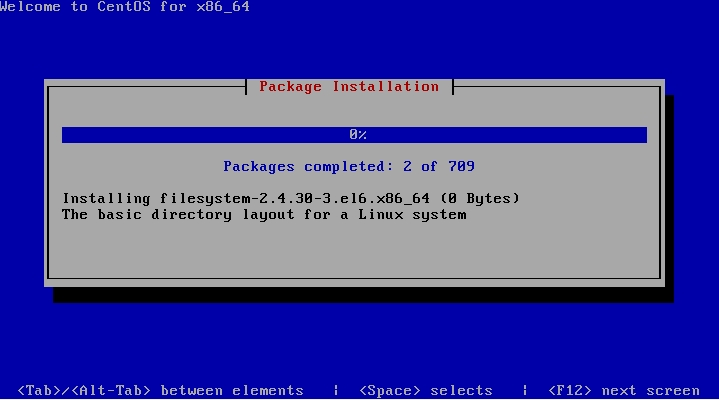 Welcome to CentOS for x86_64
Package Installation
0%
Packages completed: 2 of 709
Installing filesystem-2.4.30-3.el6.x86_64 (0 Bytes)
The basic directory layout for a Linux system
<Tab>/<Alt-Tab> between elements | <Space> selects | <F12> next screen